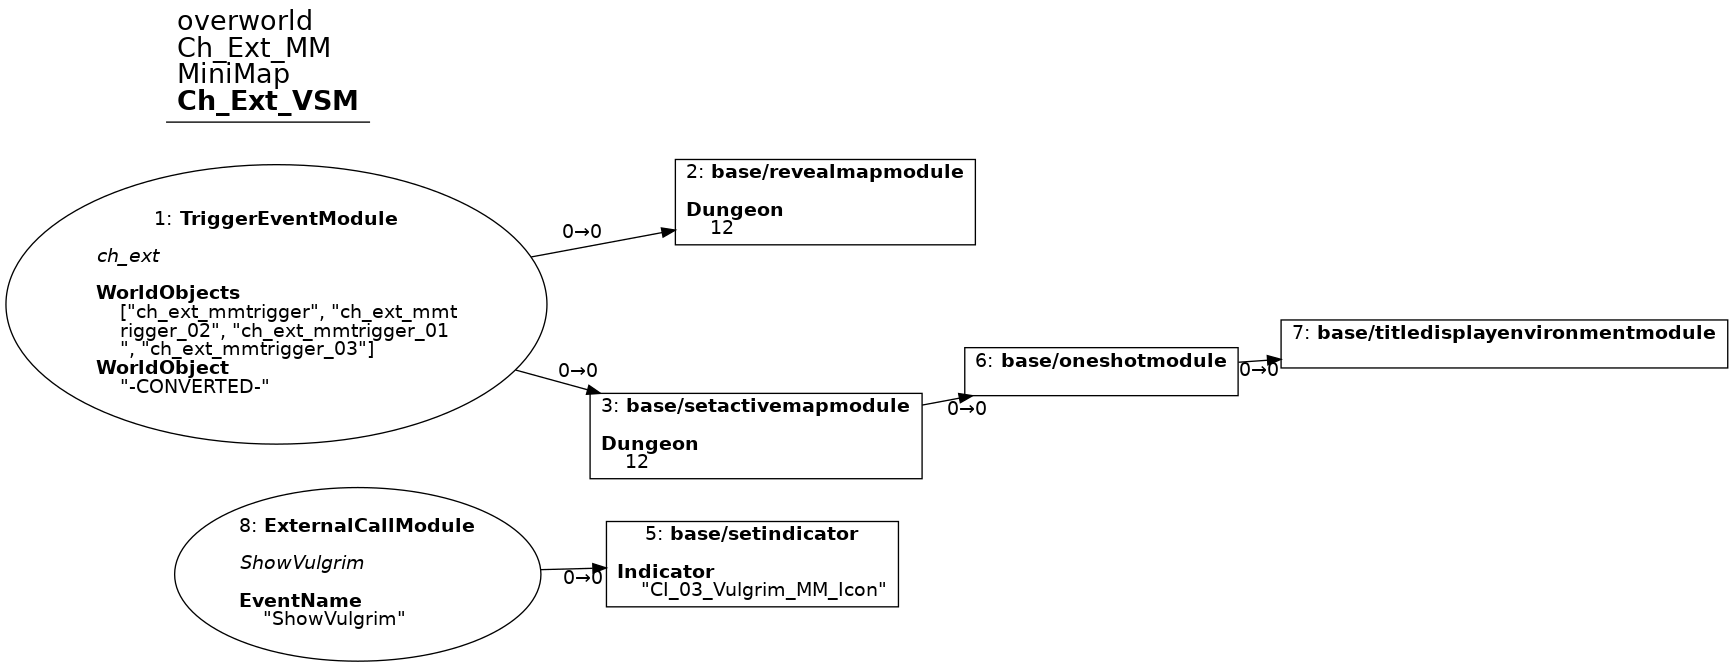 overworld
Ch_Ext_MM
MiniMap
Ch_Ext_VSM
1: TriggerEventModule
ch_ext
WorldObjects
["ch_ext_mmtrigger", "ch_ext_mmt
rigger_02", "ch_ext_mmtrigger_01
", "ch_ext_mmtrigger_03"]
WorldObject
"-CONVERTED-"
0→0
2: base/revealmapmodule
Dungeon
12
0→0
3: base/setactivemapmodule
Dungeon
12
0→0
6: base/oneshotmodule
0→0
7: base/titledisplayenvironmentmodule
8: ExternalCallModule
ShowVulgrim
EventName
"ShowVulgrim"
0→0
5: base/setindicator
Indicator
"CI_03_Vulgrim_MM_Icon"